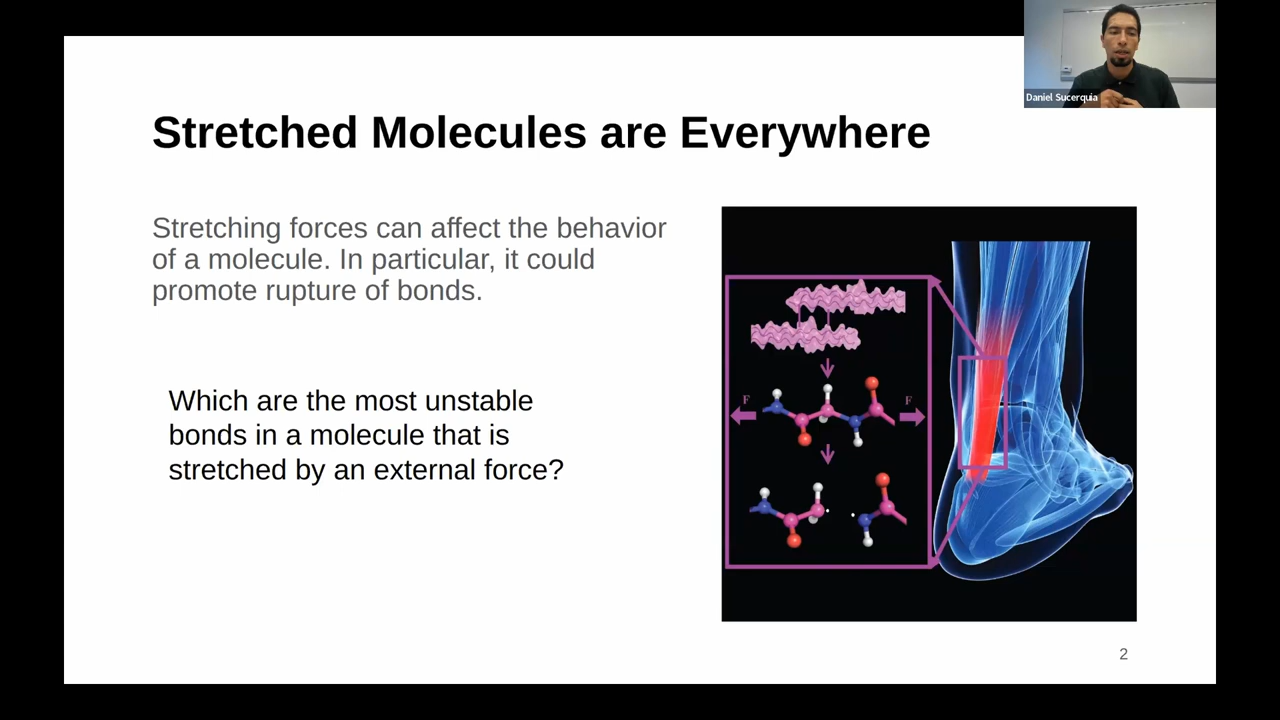 Daniel Sucerquia
Stretched Molecules are Everywhere
Stretching forces can affect the behavior
of a molecule. In particular, it could
promote rupture of bonds.
Which are the most unstable
bonds in a molecule that is
stretched by an external force?
F
F
2